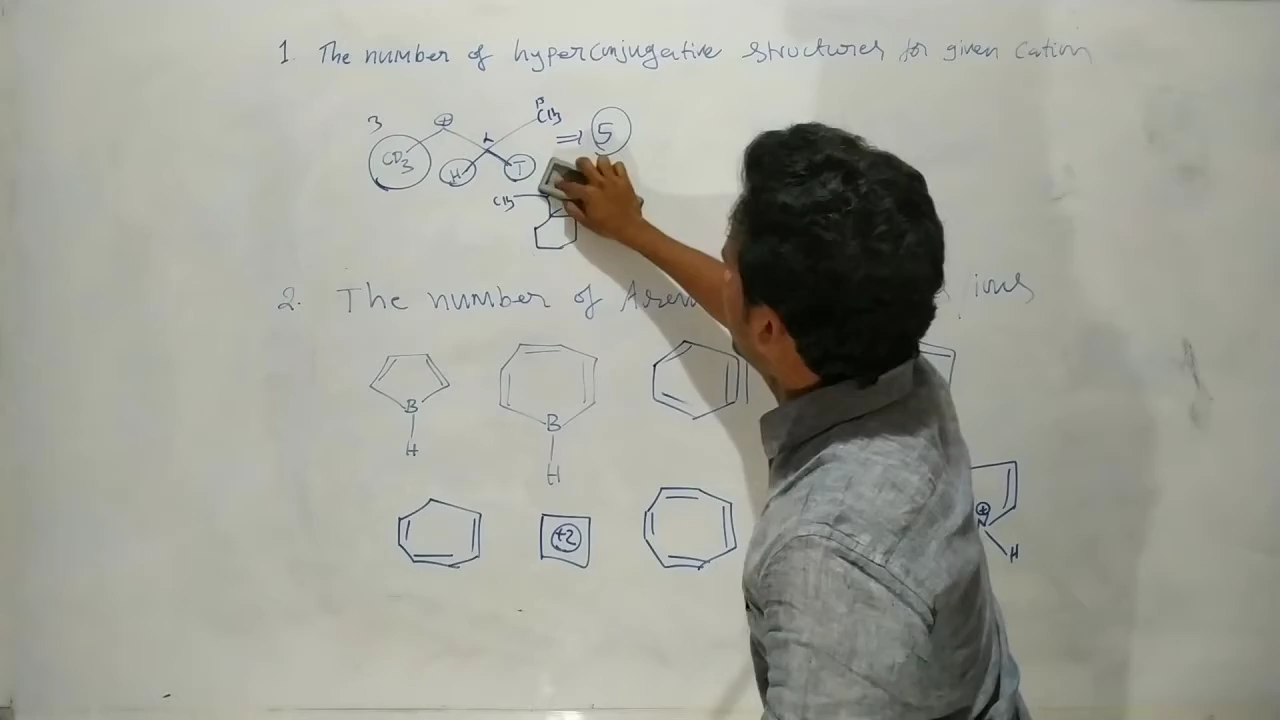 1. The number of hyperconjugative structures for given Cation
3 ⊕ β CH3
CD3 α ⇒ 5
H T
CH3
2. The number of ions
B B
H H
+2 ⊕
N
H